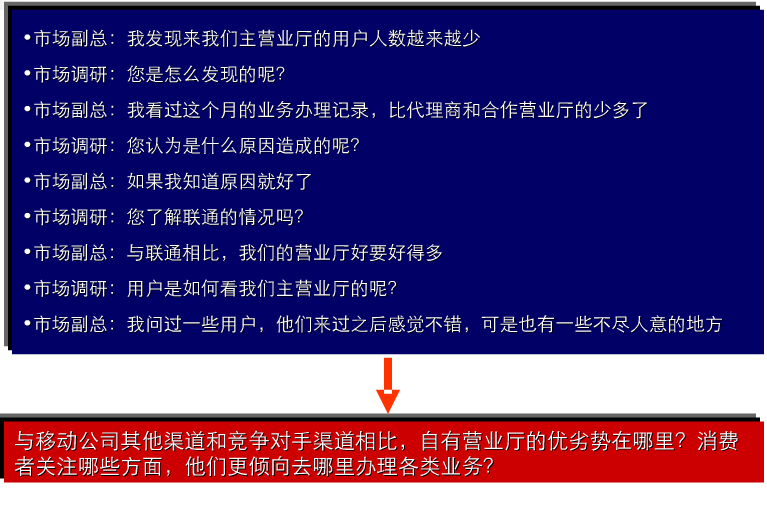 •市场副总：我发现来我们主营业厅的用户人数越来越少
•市场调研：您是怎么发现的呢？
•市场副总：我看过这个月的业务办理记录，比代理商和合作营业厅的少多了
•市场调研：您认为是什么原因造成的呢？
•市场副总：如果我知道原因就好了
•市场调研：您了解联通的情况吗？
•市场副总：与联通相比，我们的营业厅好要好得多
•市场调研：用户是如何看我们主营业厅的呢？
•市场副总：我问过一些用户，他们来过之后感觉不错，可是也有一些不尽人意的地方
与移动公司其他渠道和竞争对手渠道相比，自有营业厅的优劣势在哪里？消费
者关注哪些方面，他们更倾向去哪里办理各类业务？